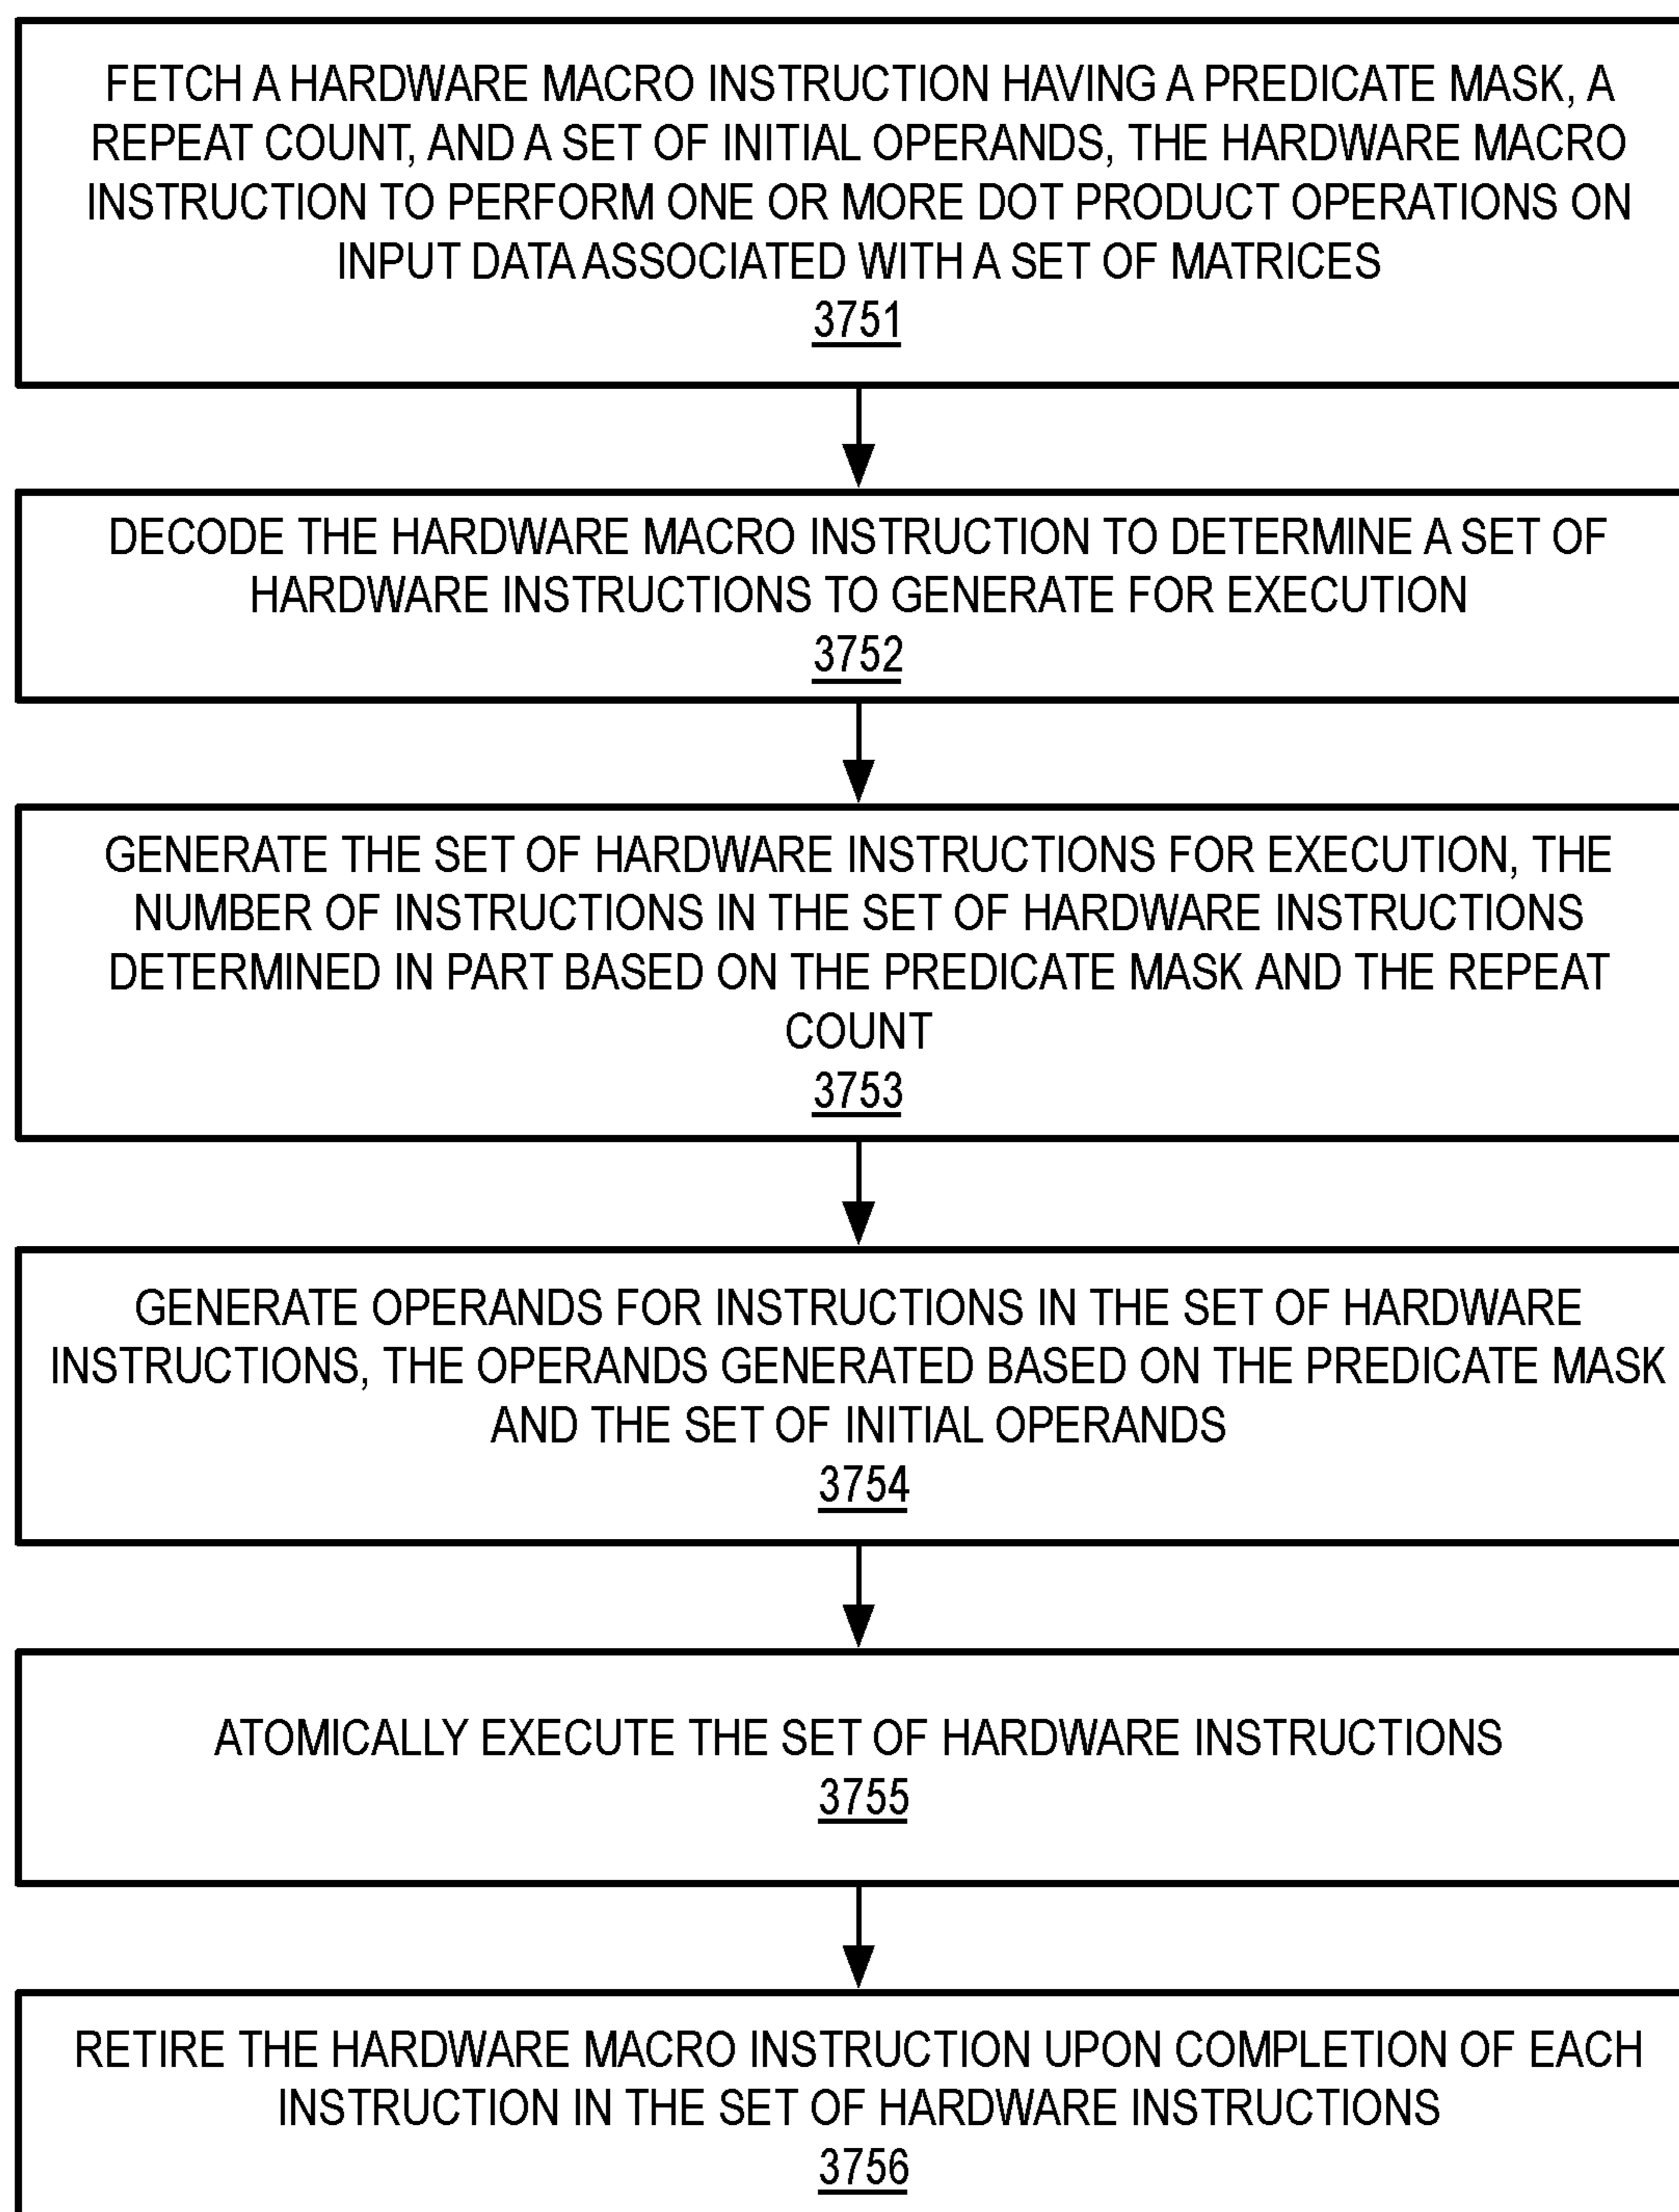 FETCH A HARDWARE MACRO INSTRUCTION HAVING A PREDICATE MASK, A
REPEAT COUNT, AND A SET OF INITIAL OPERANDS, THE HARDWARE MACRO
INSTRUCTION TO PERFORM ONE OR MORE DOT PRODUCT OPERATIONS ON
INPUT DATA ASSOCIATED WITH A SET OF MATRICES
3751
DECODE THE HARDWARE MACRO INSTRUCTION TO DETERMINE A SET OF
HARDWARE INSTRUCTIONS TO GENERATE FOR EXECUTION
3752
GENERATE THE SET OF HARDWARE INSTRUCTIONS FOR EXECUTION, THE
NUMBER OF INSTRUCTIONS IN THE SET OF HARDWARE INSTRUCTIONS
DETERMINED IN PART BASED ON THE PREDICATE MASK AND THE REPEAT
COUNT
3753
GENERATE OPERANDS FOR INSTRUCTIONS IN THE SET OF HARDWARE
INSTRUCTIONS, THE OPERANDS GENERATED BASED ON THE PREDICATE MASK
AND THE SET OF INITIAL OPERANDS
3754
ATOMICALLY EXECUTE THE SET OF HARDWARE INSTRUCTIONS
3755
RETIRE THE HARDWARE MACRO INSTRUCTION UPON COMPLETION OF EACH
INSTRUCTION IN THE SET OF HARDWARE INSTRUCTIONS
3756